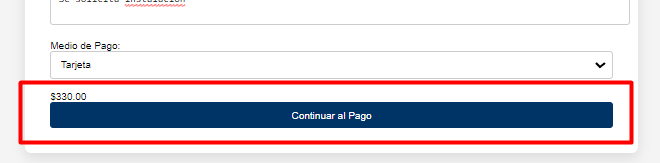 Se solicita instalación
Medio de Pago:
Tarjeta
$330.00
Continuar al Pago